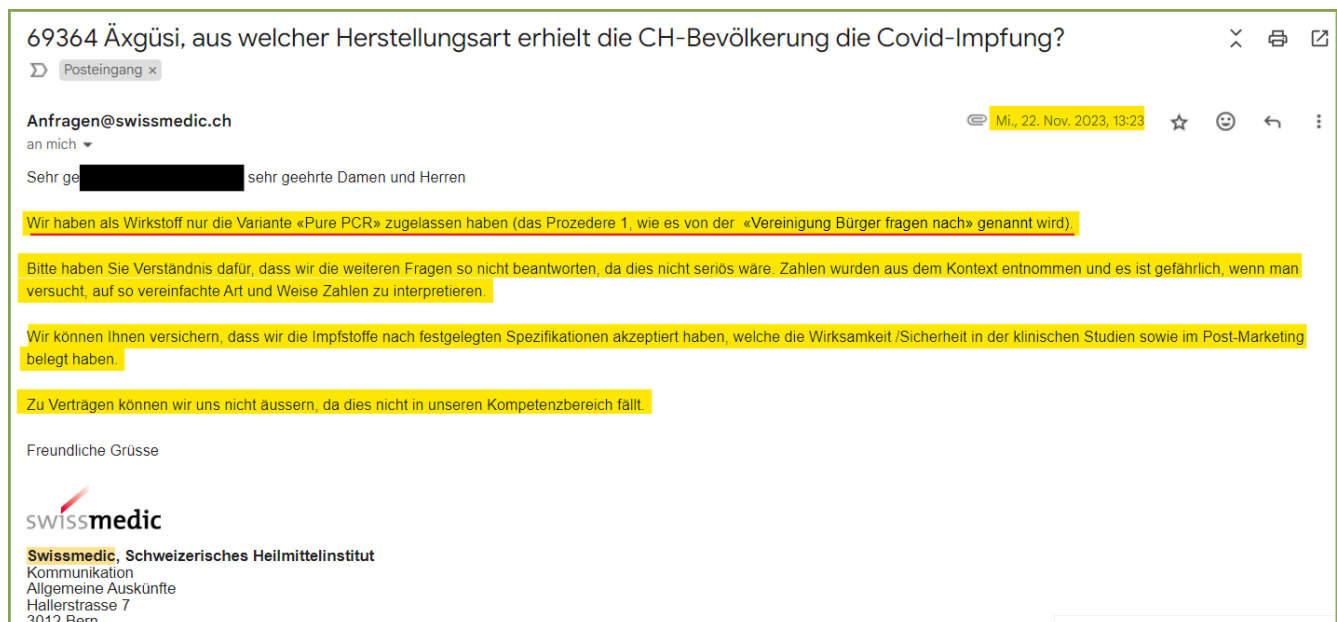 69364 Äxgüsi, aus welcher Herstellungsart erhielt die CH-Bevölkerung die Covid-Impfung?
Posteingang ×
Anfragen@swissmedic.ch
Mi., 22. Nov. 2023, 13:23
an mich
Sehr ge sehr geehrte Damen und Herren
Wir haben als Wirkstoff nur die Variante «Pure PCR» zugelassen haben (das Prozedere 1, wie es von der «Vereinigung Bürger fragen nach» genannt wird).
Bitte haben Sie Verständnis dafür, dass wir die weiteren Fragen so nicht beantworten, da dies nicht seriös wäre. Zahlen wurden aus dem Kontext entnommen und es ist gefährlich, wenn man
versucht, auf so vereinfachte Art und Weise Zahlen zu interpretieren.
Wir können Ihnen versichern, dass wir die Impfstoffe nach festgelegten Spezifikationen akzeptiert haben, welche die Wirksamkeit /Sicherheit in der klinischen Studien sowie im Post-Marketing
belegt haben.
Zu Verträgen können wir uns nicht äussern, da dies nicht in unseren Kompetenzbereich fällt.
Freundliche Grüsse
swissmedic
Swissmedic, Schweizerisches Heilmittelinstitut
Kommunikation
Allgemeine Auskünfte
Hallerstrasse 7
3012 Bern